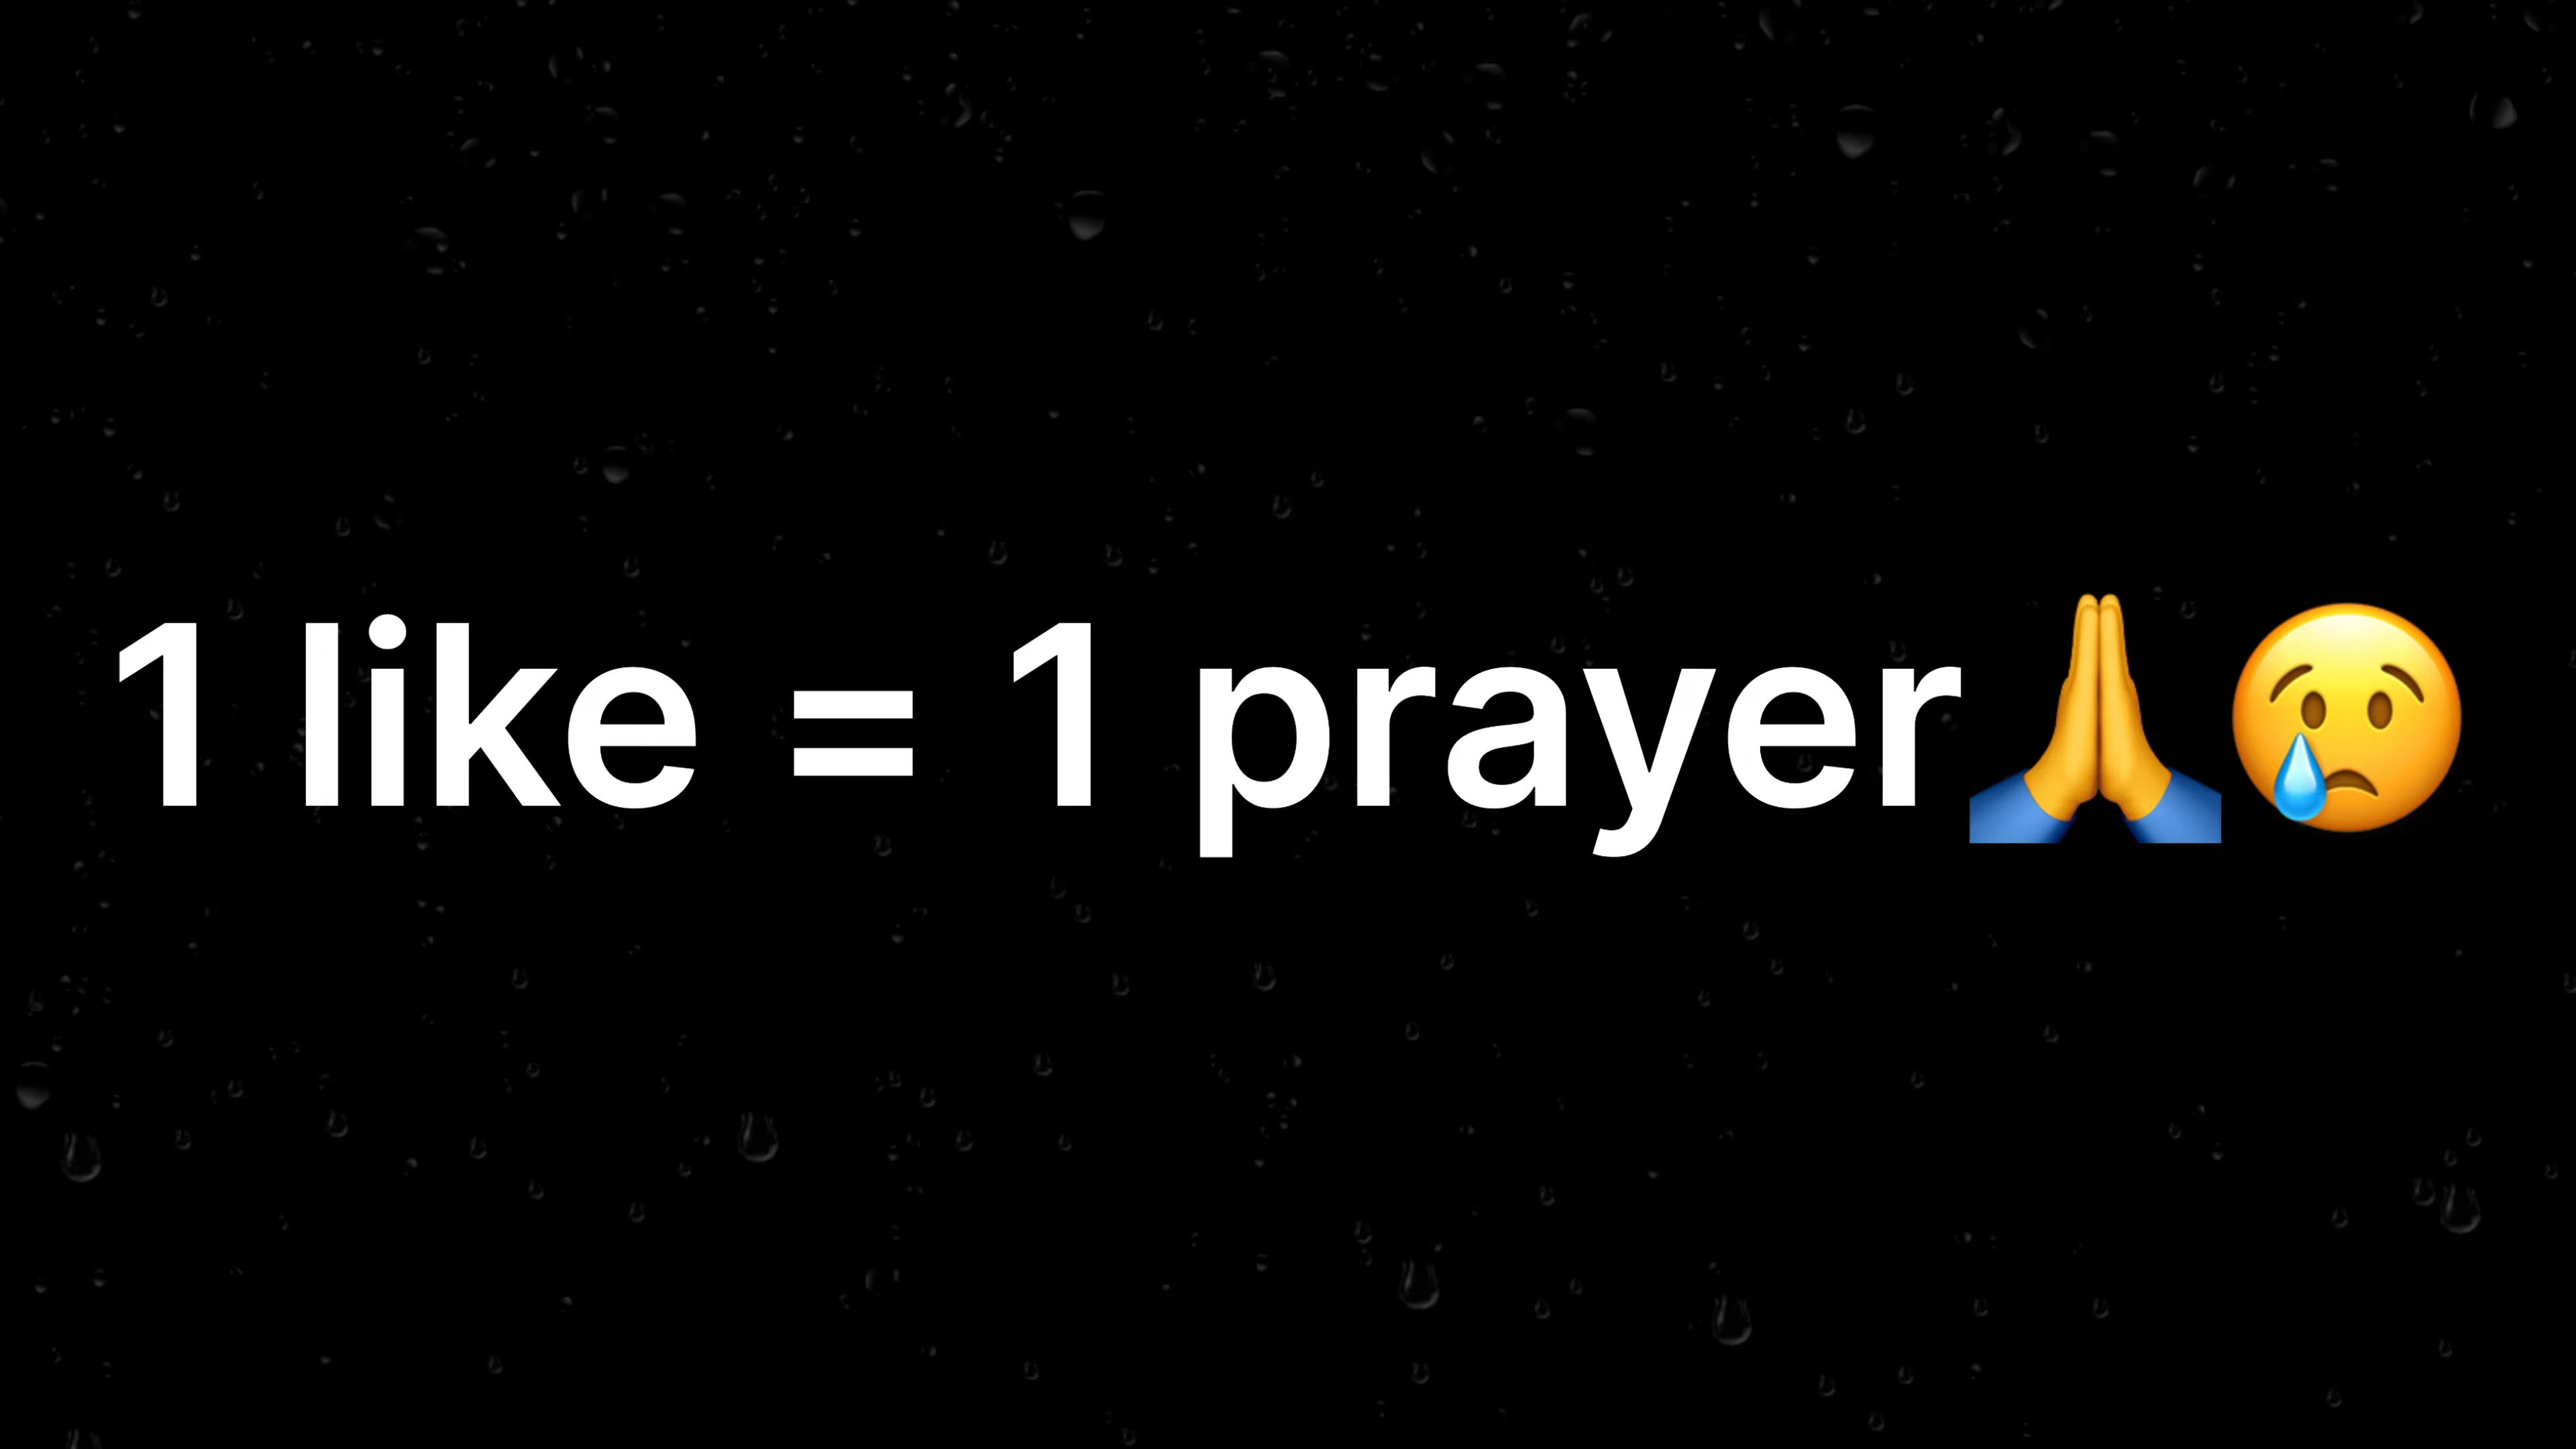 1 like = 1 prayer🙏😢